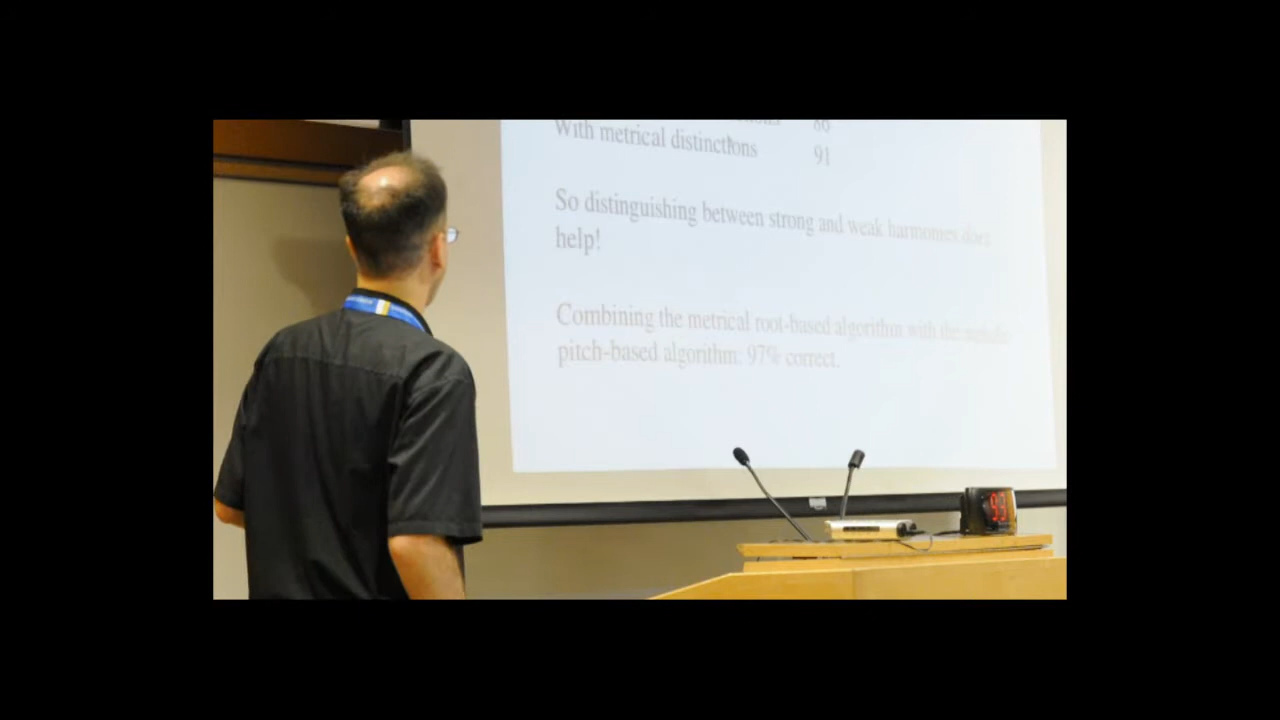 86
With metrical distinctions 91
So distinguishing between strong and weak harmonies does
help!
Combining the metrical root-based algorithm with the
pitch-based algorithm: 97% correct.